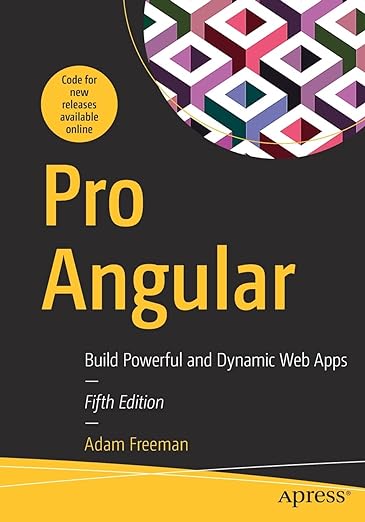 Code for
new
releases
available
online
Pro
Angular
Build Powerful and Dynamic Web Apps
—
Fifth Edition
—
Adam Freeman
Apress®